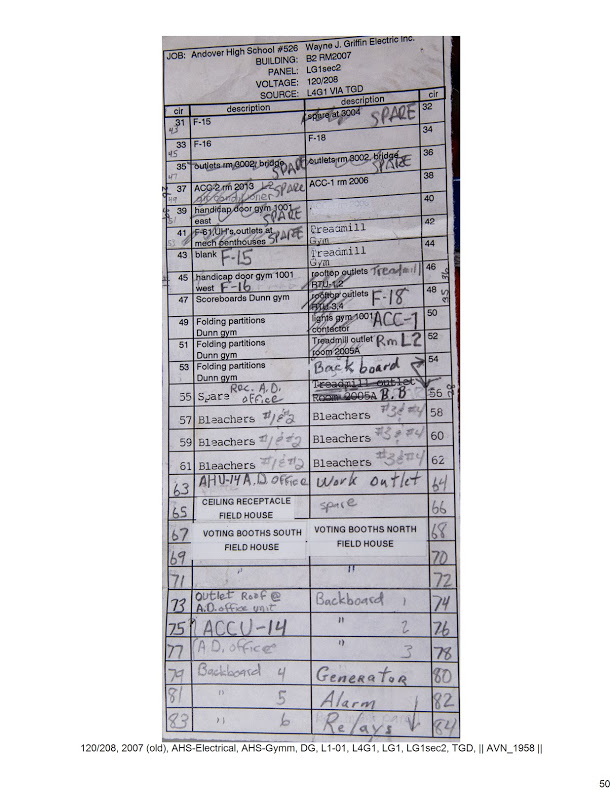 JOB: Andover High School #526 Wayne J. Griffin Electric Inc.
BUILDING: B2 RM2007
PANEL: LG1sec2
VOLTAGE: 120/208
SOURCE: L4G1 VIA TGD
cir description description cir
31 F-15 spare at 3004 SPARE 32
43
33 F-16 F-18 34
45
35 outlets rm 3002, bridge SPARE outlets rm 3002, bridge SPARE 36
47
37 ACC-2 rm 2013 SPARE ACC-1 rm 2006 38
49 air conditioner
39 handicap door gym 1001 40
51 east SPARE
41 F-61,UH's,outlets at Treadmill 42
53 mech penthouses SPARE Gym
43 blank F-15 Treadmill 44
Gym
45 handicap door gym 1001 rooftop outlets Treadmill 46
west F-16 RTU-1,2
47 Scoreboards Dunn gym rooftop outlets F-18 48
RTU-3,4
49 Folding partitions lights gym 1001 ACC-1 50
Dunn gym contactor
51 Folding partitions Treadmill outlet Rm L2 52
Dunn gym room 2005A
53 Folding partitions Backboard 54
Dunn gym
55 Spare Rec. A.D. office Treadmill outlet 56
Room 2005A B.B
57 Bleachers #1&#2 Bleachers #3&#4 58
59 Bleachers #1&#2 Bleachers #3&#4 60
61 Bleachers #1&#2 Bleachers #3&#4 62
63 AHU-14 A.D. office Work outlet 64
65 CEILING RECEPTACLE spare 66
FIELD HOUSE
67 VOTING BOOTHS SOUTH VOTING BOOTHS NORTH 68
69 FIELD HOUSE FIELD HOUSE 70
71 " " 72
73 outlet Roof @ Backboard 1 74
A.D. office unit
75 ACCU-14 " 2 76
77 A.D. office " 3 78
79 Backboard 4 Generator 80
81 " 5 Alarm 82
83 " 6 Relays 84
120/208, 2007 (old), AHS-Electrical, AHS-Gymm, DG, L1-01, L4G1, LG1, LG1sec2, TGD, || AVN_1958 ||
50